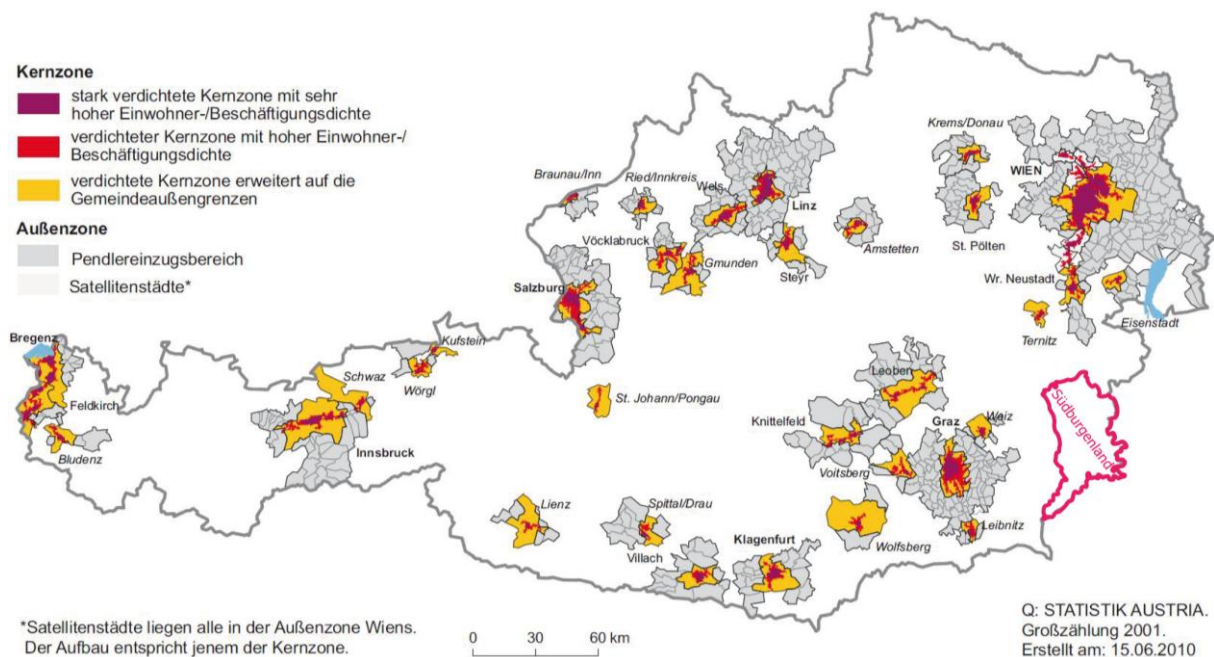 Kernzone
stark verdichtete Kernzone mit sehr
hoher Einwohner-/Beschäftigungsdichte
verdichteter Kernzone mit hoher Einwohner-/
Beschäftigungsdichte
verdichtete Kernzone erweitert auf die
Gemeindeaußengrenzen
Außenzone
Pendlereinzugsbereich
Satellitenstädte*
Krems/Donau
WIEN
Braunau/Inn
Ried/Innkreis
Wels
Linz
Vöcklabruck
Gmunden
Steyr
Amstetten
St. Pölten
Salzburg
Wr. Neustadt
Eisenstadt
Ternitz
Bregenz
Kufstein
Schwaz
Wörgl
Feldkirch
Bludenz
Innsbruck
St. Johann/Pongau
Leoben
Knittelfeld
Graz
Weiz
Voitsberg
Südburgenland
Lienz
Spittal/Drau
Villach
Klagenfurt
Wolfsberg
Leibnitz
*Satellitenstädte liegen alle in der Außenzone Wiens.
Der Aufbau entspricht jenem der Kernzone.
0 30 60 km
Q: STATISTIK AUSTRIA.
Großzählung 2001.
Erstellt am: 15.06.2010